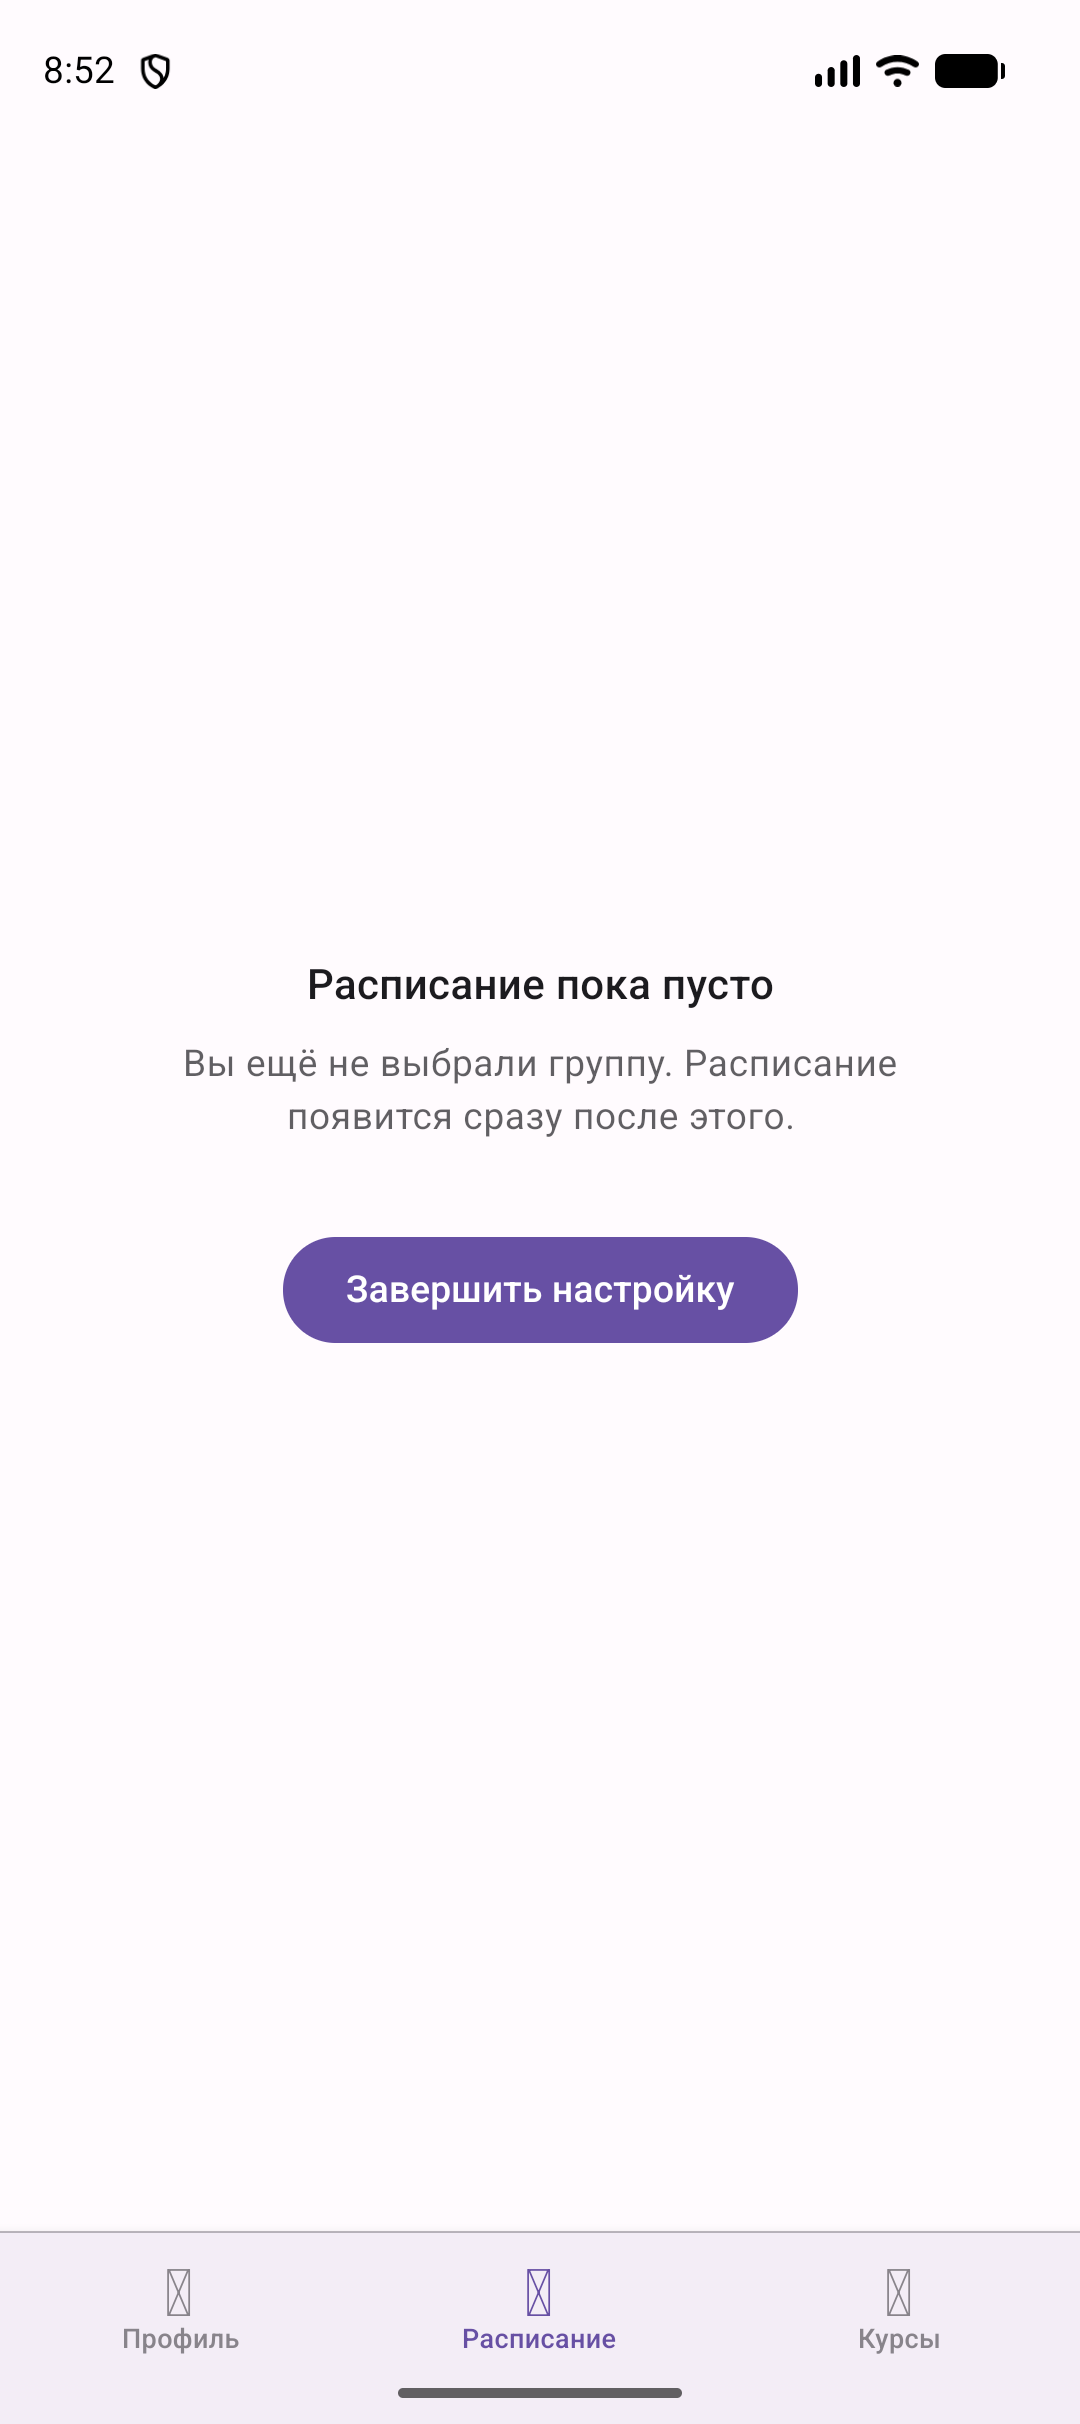 8:52
Расписание пока пусто
Вы ещё не выбрали группу. Расписание
появится сразу после этого.
Завершить настройку
Профиль
Расписание
Курсы